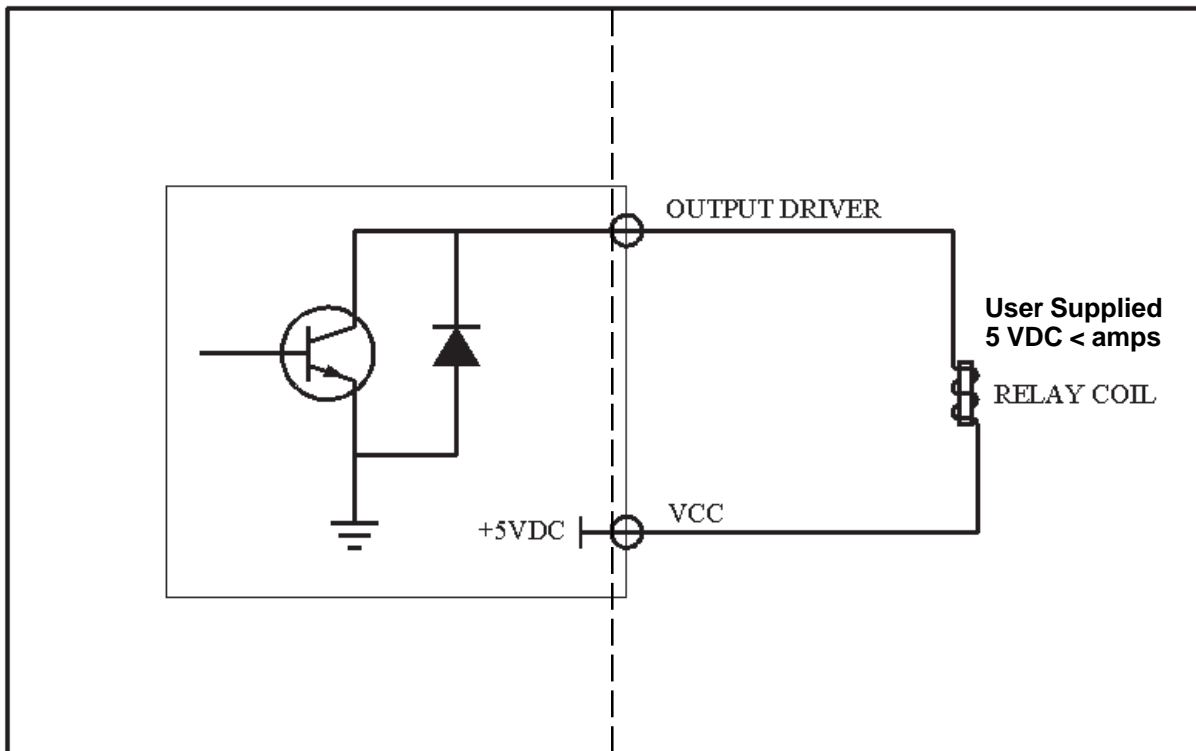 OUTPUT DRIVER
User Supplied
5 VDC < amps
RELAY COIL
VCC
+5VDC